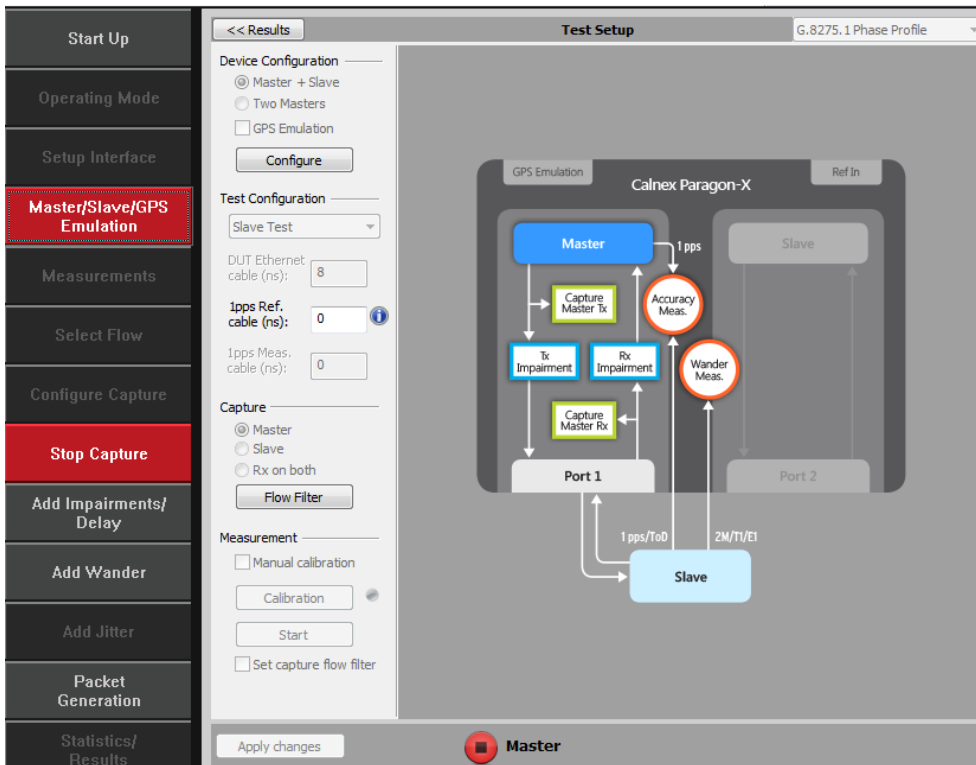 Start Up
Operating Mode
Setup Interface
Master/Slave/GPS
Emulation
Measurements
Select Flow
Configure Capture
Stop Capture
Add Impairments/
Delay
Add Wander
Add Jitter
Packet
Generation
Statistics/
Results
<< Results
Test Setup
G.8275.1 Phase Profile
Device Configuration
Master + Slave
Two Masters
GPS Emulation
Configure
Test Configuration
Slave Test
DUT Ethernet
cable (ns):
8
1pps Ref.
cable (ns):
0
1pps Meas.
cable (ns):
0
Capture
Master
Slave
Rx on both
Flow Filter
Measurement
Manual calibration
Calibration
Start
Set capture flow filter
GPS Emulation
Calnex Paragon-X
Ref In
Master
1 pps
Slave
Capture
Master Tx
Accuracy
Meas.
Tx
Impairment
Rx
Impairment
Wander
Meas.
Capture
Master Rx
Port 1
Port 2
1 pps/ToD
2M/T1/E1
Slave
Apply changes
Master